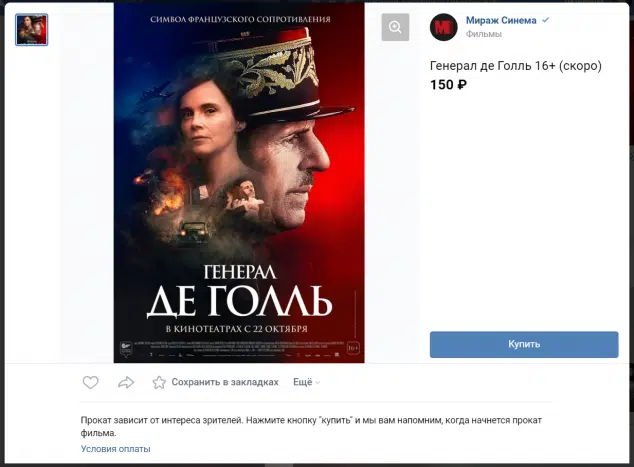 СИМВОЛ ФРАНЦУЗСКОГО СОПРОТИВЛЕНИЯ
ГЕНЕРАЛ
ДЕ ГОЛЛЬ
В КИНОТЕАТРАХ С 22 ОКТЯБРЯ
16+
Мираж Синема
Фильмы
Генерал де Голль 16+ (скоро)
150 ₽
Купить
Сохранить в закладках
Ещё
Прокат зависит от интереса зрителей. Нажмите кнопку "купить" и мы вам напомним, когда начнется прокат
фильма.
Условия оплаты